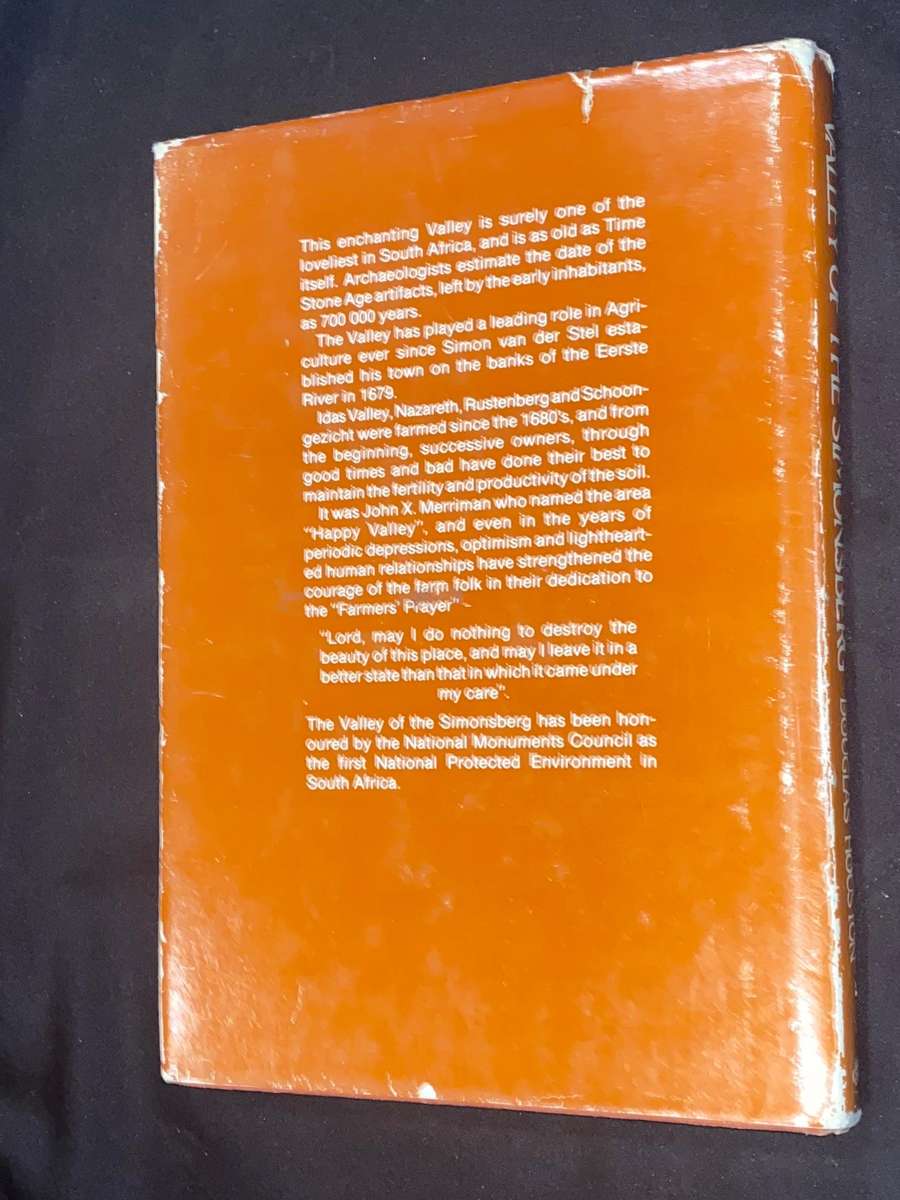 This enchanting Valley is surely one of the
loveliest in South Africa, and is as old as Time
itself. Archaeologists estimate the date of the
Stone Age artifacts, left by the early inhabitants,
as 700 000 years.
The Valley has played a leading role in Agri-
culture ever since Simon van der Stel esta-
blished his town on the banks of the Eerste
River in 1679.
Idas Valley, Nazareth, Rustenberg and Schoon-
gezicht were farmed since the 1680's, and from
the beginning, successive owners, through
good times and bad have done their best to
maintain the fertility and productivity of the soil.
It was John X. Merriman who named the area
"Happy Valley", and even in the years of
periodic depressions, optimism and lightheart-
ed human relationships have strengthened the
courage of the farm folk in their dedication to
the "Farmers' Prayer" –
"Lord, may I do nothing to destroy the
beauty of this place, and may I leave it in a
better state than that in which it came under
my care".
The Valley of the Simonsberg has been hon-
oured by the National Monuments Council as
the first National Protected Environment in
South Africa.
VALLEY OF THE SIMONSBERG DOUGLAS HOUSTON